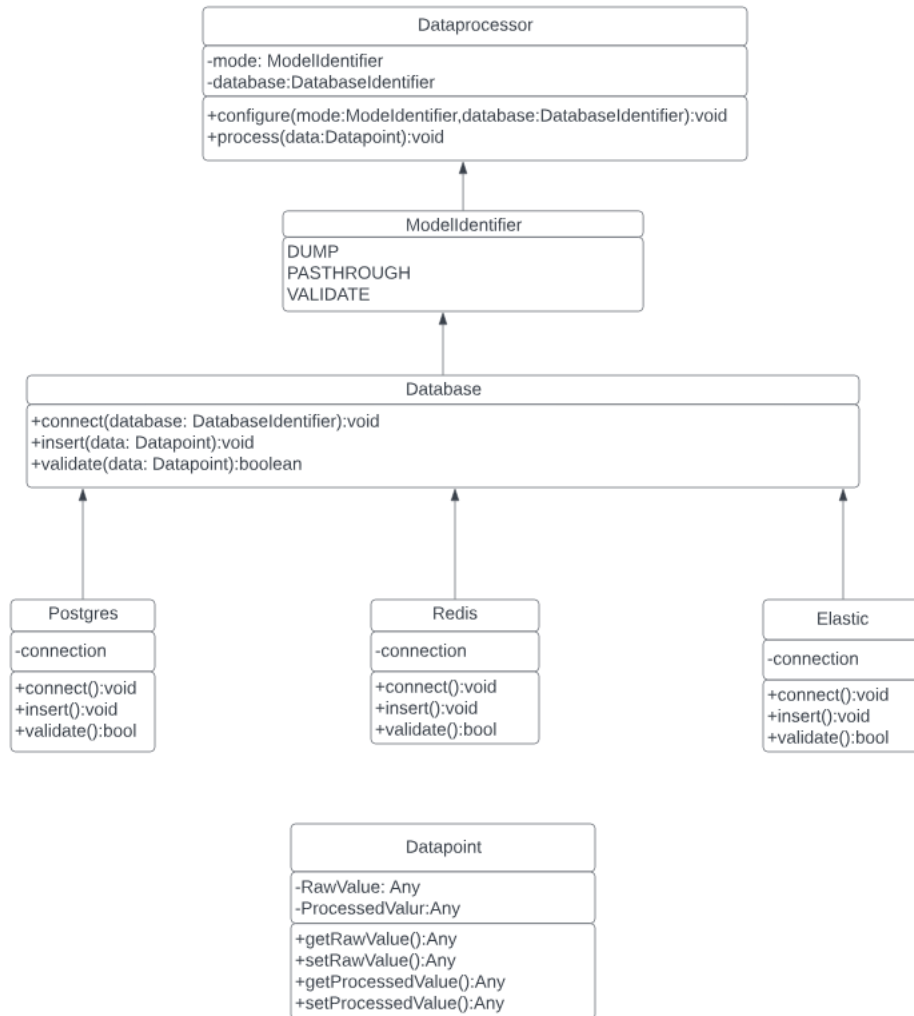 Dataprocessor
-mode: ModelIdentifier
-database:DatabaseIdentifier
+configure(mode:ModeIdentifier,database:DatabaseIdentifier):void
+process(data:Datapoint):void
ModelIdentifier
DUMP
PASTHROUGH
VALIDATE
Database
+connect(database: DatabaseIdentifier):void
+insert(data: Datapoint):void
+validate(data: Datapoint):boolean
Postgres
-connection
+connect():void
+insert():void
+validate():bool
Redis
-connection
+connect():void
+insert():void
+validate():bool
Elastic
-connection
+connect():void
+insert():void
+validate():bool
Datapoint
-RawValue: Any
-ProcessedValur:Any
+getRawValue():Any
+setRawValue():Any
+getProcessedValue():Any
+setProcessedValue():Any